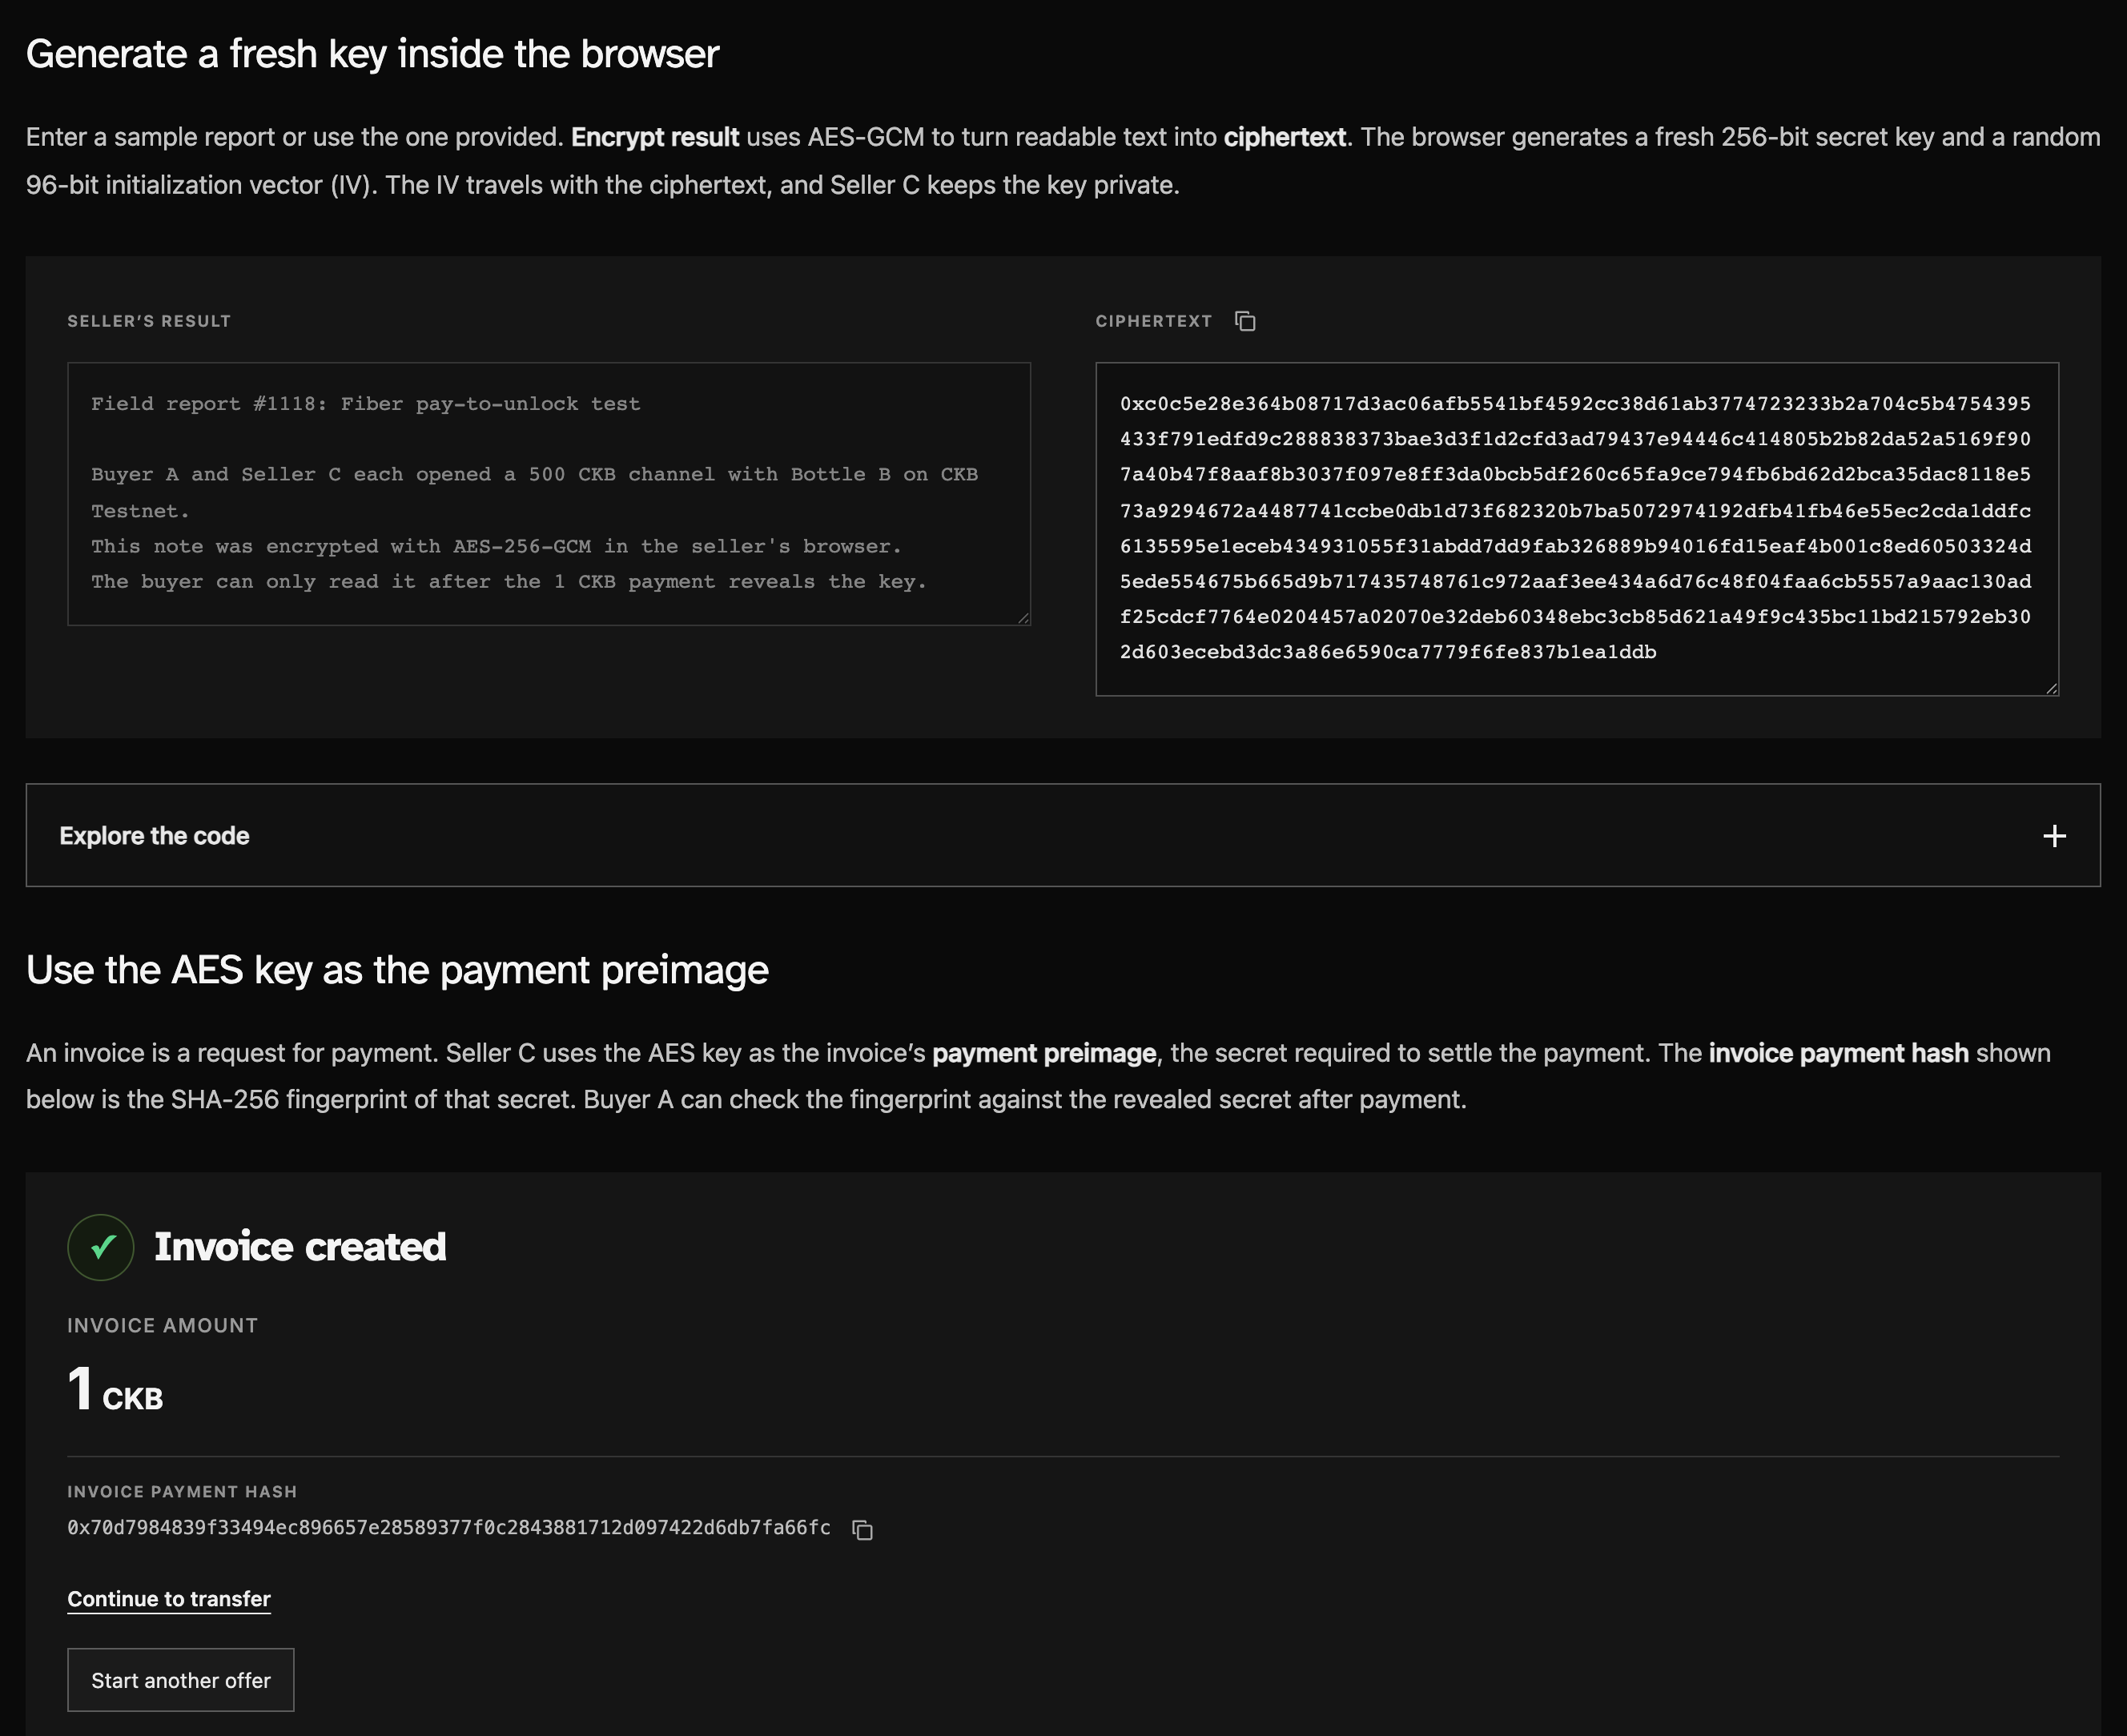 Generate a fresh key inside the browser
Enter a sample report or use the one provided. Encrypt result uses AES-GCM to turn readable text into ciphertext. The browser generates a fresh 256-bit secret key and a random
96-bit initialization vector (IV). The IV travels with the ciphertext, and Seller C keeps the key private.
SELLER’S RESULT
Field report #1118: Fiber pay-to-unlock test
Buyer A and Seller C each opened a 500 CKB channel with Bottle B on CKB
Testnet.
This note was encrypted with AES-256-GCM in the seller's browser.
The buyer can only read it after the 1 CKB payment reveals the key.
CIPHERTEXT
0xc0c5e28e364b08717d3ac06afb5541bf4592cc38d61ab3774723233b2a704c5b4754395
433f791edfd9c288838373bae3d3f1d2cfd3ad79437e94446c414805b2b82da52a5169f90
7a40b47f8aaf8b3037f097e8ff3da0bcb5df260c65fa9ce794fb6bd62d2bca35dac8118e5
73a9294672a4487741ccbe0db1d73f682320b7ba5072974192dfb41fb46e55ec2cda1ddfc
6135595e1eceb434931055f31abdd7dd9fab326889b94016fd15eaf4b001c8ed60503324d
5ede554675b665d9b717435748761c972aaf3ee434a6d76c48f04faa6cb5557a9aac130ad
f25cdcf7764e0204457a02070e32deb60348ebc3cb85d621a49f9c435bc11bd215792eb30
2d603ecebd3dc3a86e6590ca7779f6fe837b1ea1ddb
Explore the code
Use the AES key as the payment preimage
An invoice is a request for payment. Seller C uses the AES key as the invoice’s payment preimage, the secret required to settle the payment. The invoice payment hash shown
below is the SHA-256 fingerprint of that secret. Buyer A can check the fingerprint against the revealed secret after payment.
Invoice created
INVOICE AMOUNT
1 CKB
INVOICE PAYMENT HASH
0x70d7984839f33494ec896657e28589377f0c2843881712d097422d6db7fa66fc
Continue to transfer
Start another offer